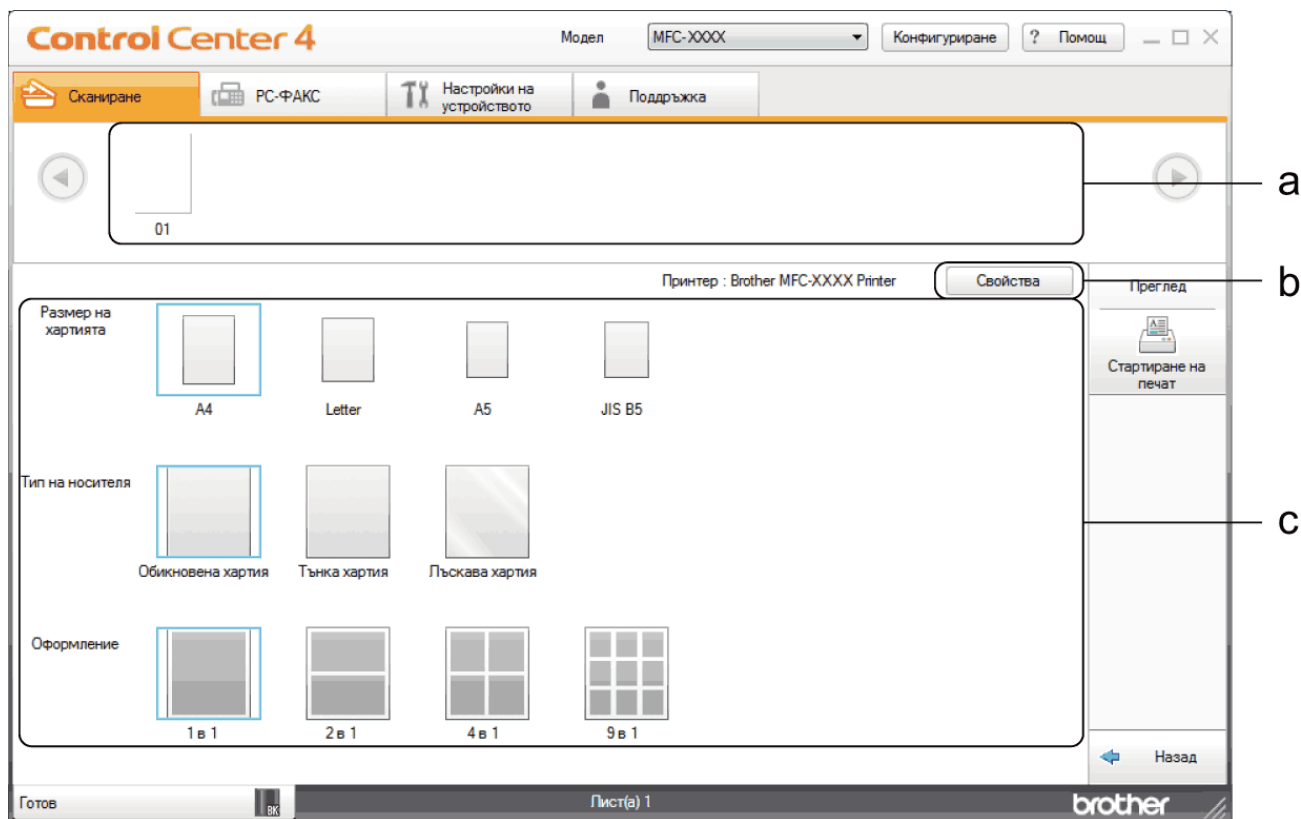 Control Center 4
Модел
MFC-XXXX
Конфигуриране
? Помощ
Сканиране
PC-ФАКС
Настройки на
устройството
Поддръжка
01
a
Принтер : Brother MFC-XXXX Printer
Свойства
b
Преглед
Размер на
хартията
A4
Letter
A5
JIS B5
Стартиране на
печат
Тип на носителя
Обикновена хартия
Тънка хартия
Лъскава хартия
c
Оформление
1 в 1
2 в 1
4 в 1
9 в 1
Назад
Готов
BK
Лист(а) 1
brother